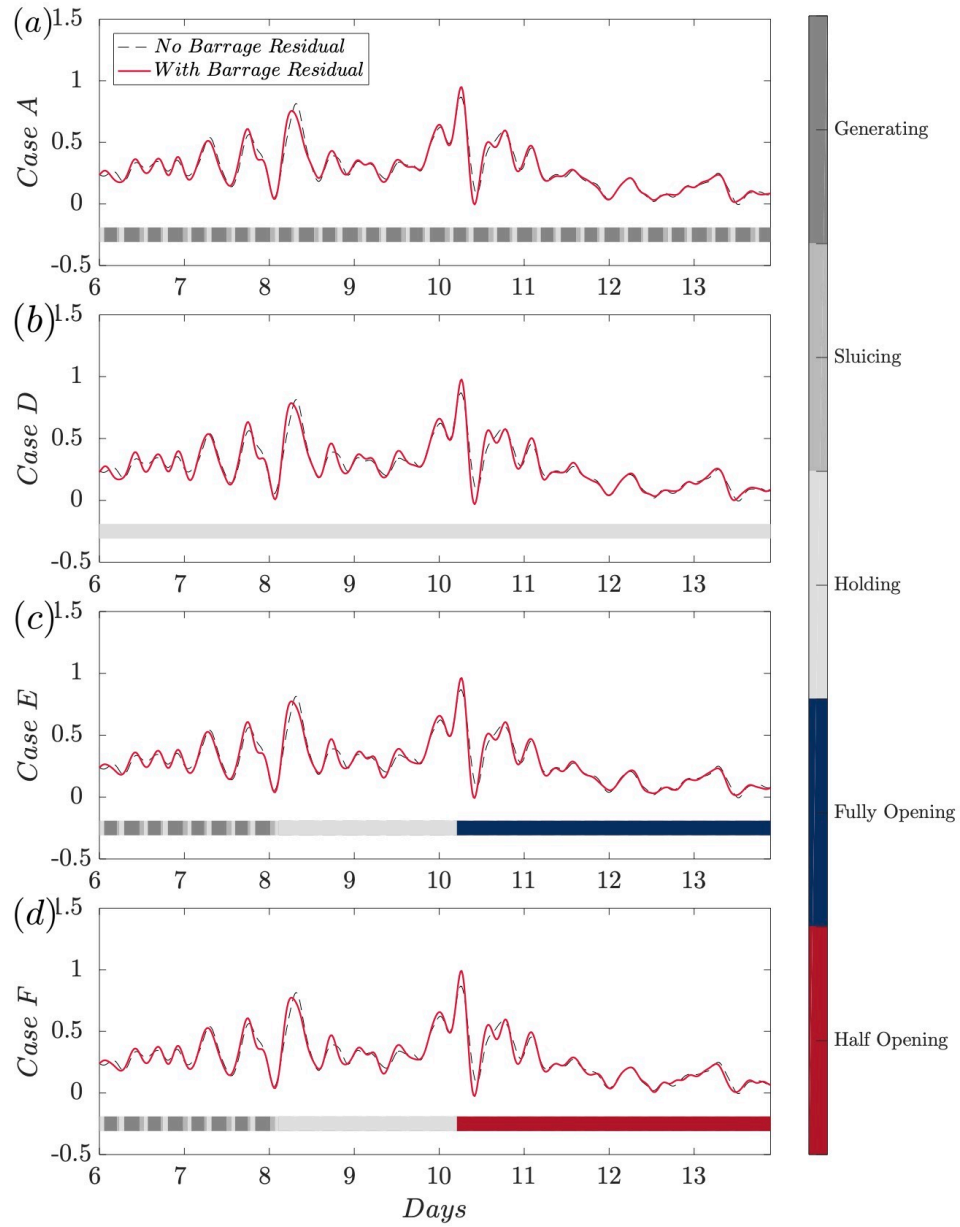 (a)
1.5
1
0.5
0
-0.5
Case A
No Barrage Residual
With Barrage Residual
6 7 8 9 10 11 12 13
(b)
1.5
1
0.5
0
-0.5
Case D
6 7 8 9 10 11 12 13
(c)
1.5
1
0.5
0
-0.5
Case E
6 7 8 9 10 11 12 13
(d)
1.5
1
0.5
0
-0.5
Case F
6 7 8 9 10 11 12 13
Days
Generating
Sluicing
Holding
Fully Opening
Half Opening